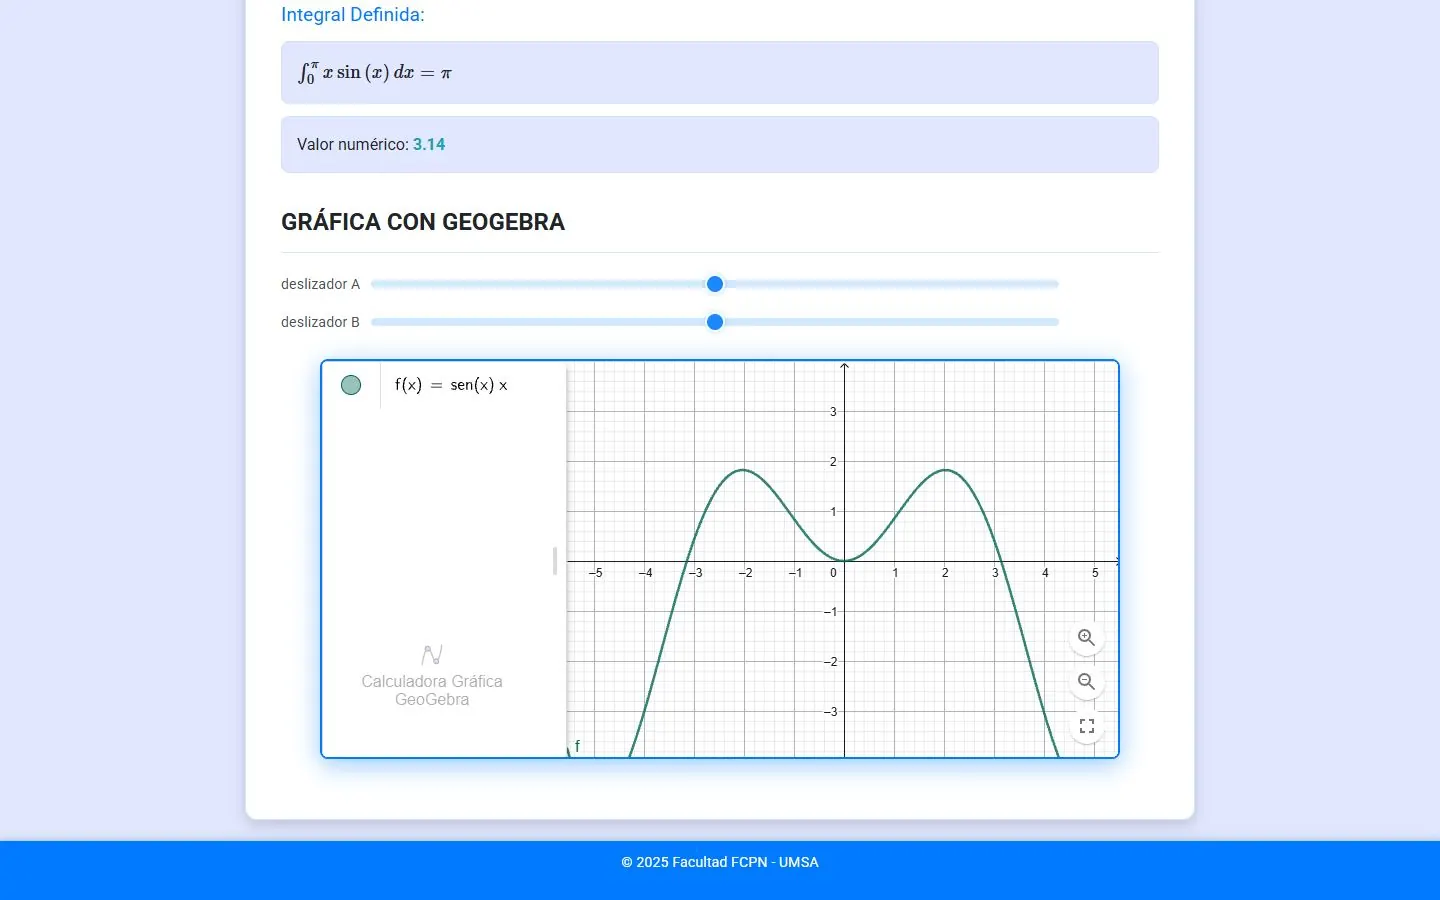 Integral Definida:
∫₀^π x sin (x) dx = π
Valor numérico: 3.14
GRÁFICA CON GEOGEBRA
deslizador A
deslizador B
f(x) = sen(x) x
3
2
1
−5 −4 −3 −2 −1 0 1 2 3 4 5
−1
−2
−3
Calculadora Gráfica
GeoGebra
f
© 2025 Facultad FCPN - UMSA